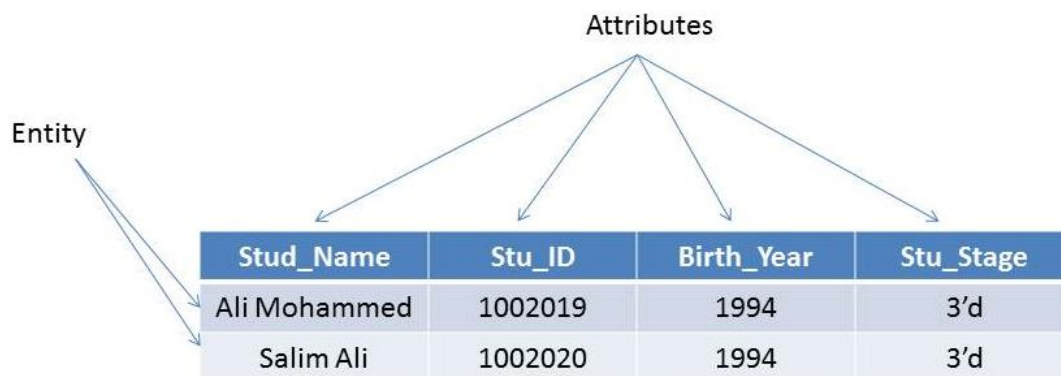 Attributes
Entity
Stud_Name Stu_ID Birth_Year Stu_Stage
Ali Mohammed 1002019 1994 3'd
Salim Ali 1002020 1994 3'd